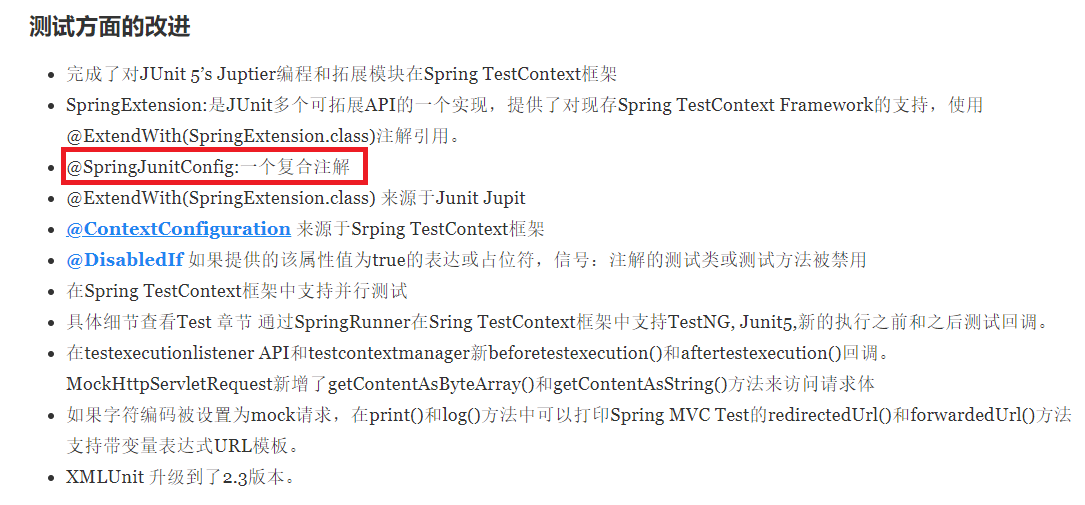 测试方面的改进
完成了对JUnit 5’s Juptier编程和拓展模块在Spring TestContext框架
SpringExtension:是JUnit多个可拓展API的一个实现，提供了对现存Spring TestContext Framework的支持，使用
@ExtendWith(SpringExtension.class)注解引用。
@SpringJunitConfig:一个复合注解
@ExtendWith(SpringExtension.class) 来源于Junit Jupit
@ContextConfiguration 来源于Srping TestContext框架
@DisabledIf 如果提供的该属性值为true的表达或占位符，信号：注解的测试类或测试方法被禁用
在Spring TestContext框架中支持并行测试
具体细节查看Test 章节 通过SpringRunner在Sring TestContext框架中支持TestNG, Junit5,新的执行之前和之后测试回调。
在testexecutionlistener API和testcontextmanager新beforetestexecution()和aftertestexecution()回调。
MockHttpServletRequest新增了getContentAsByteArray()和getContentAsString()方法来访问请求体
如果字符编码被设置为mock请求，在print()和log()方法中可以打印Spring MVC Test的redirectedUrl()和forwardedUrl()方法
支持带变量表达式URL模板。
XMLUnit 升级到了2.3版本。